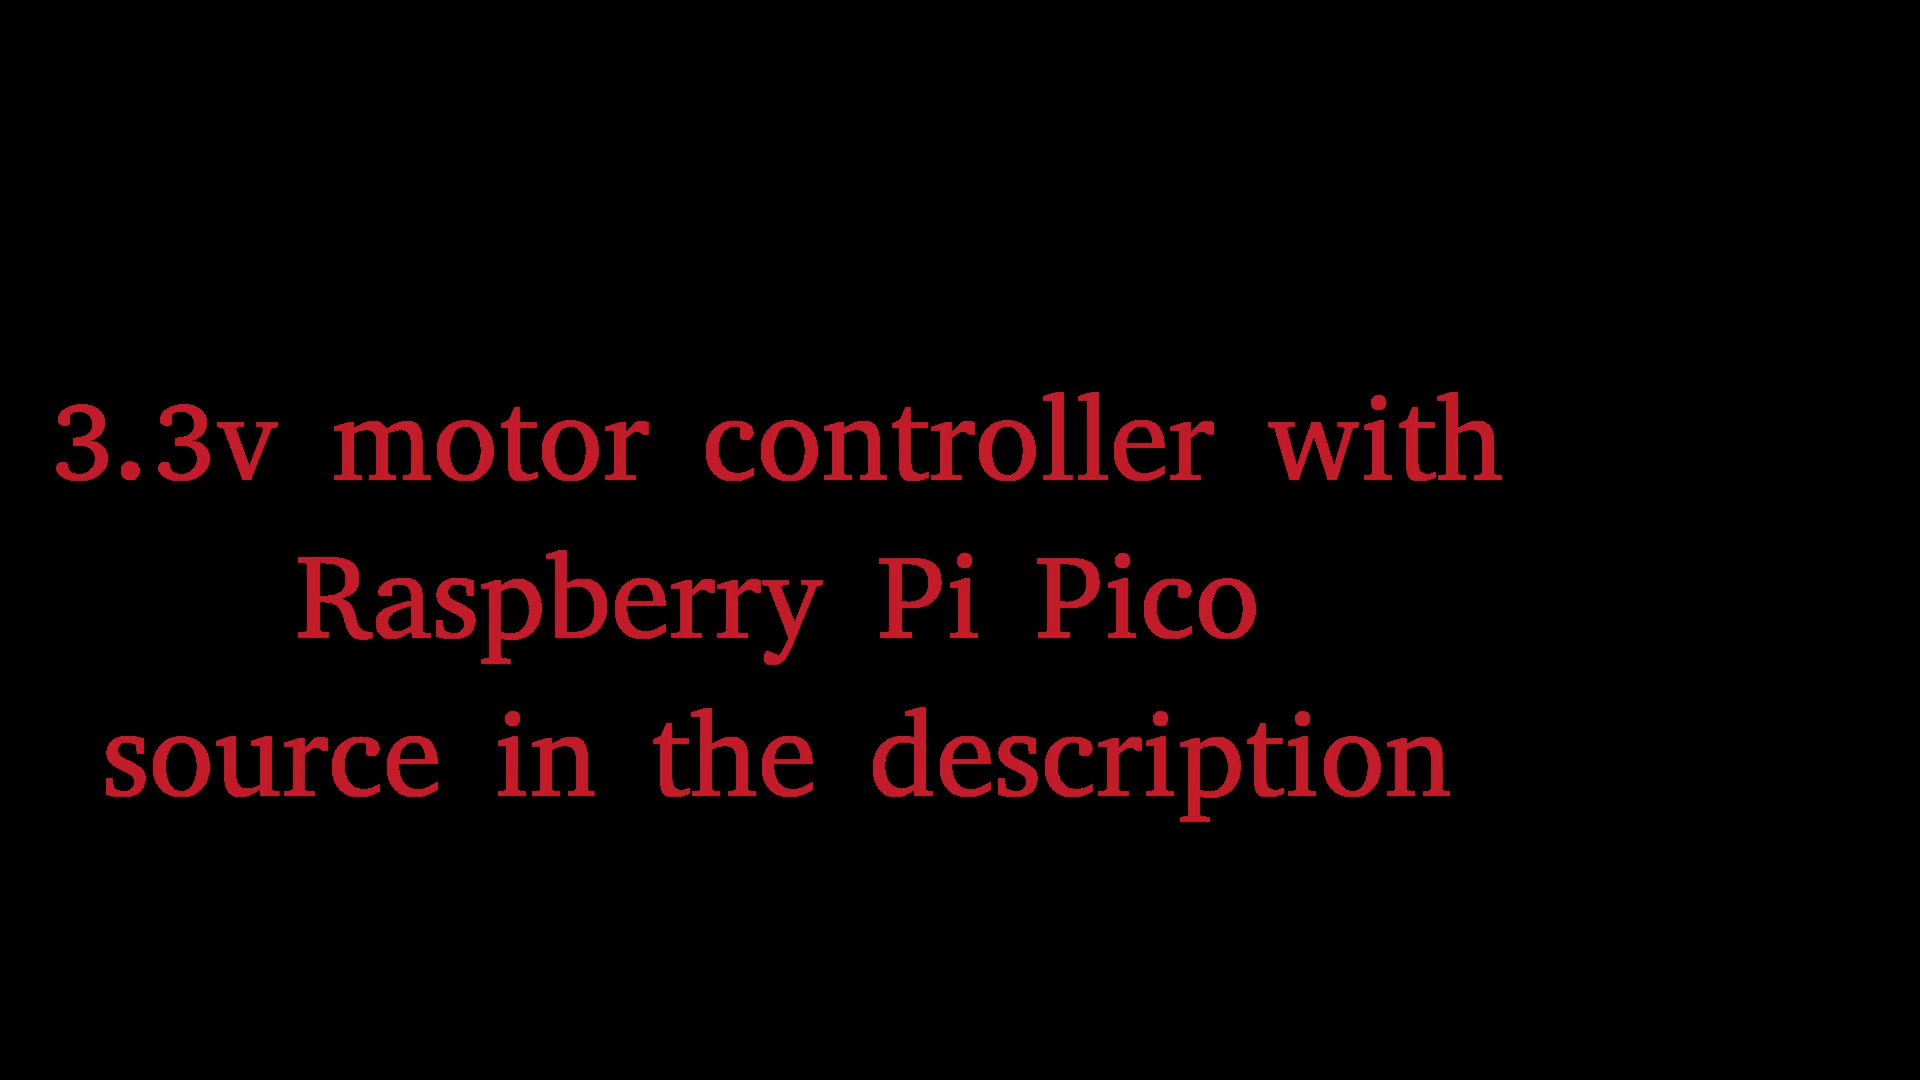 3.3v motor controller with
Raspberry Pi Pico
source in the description